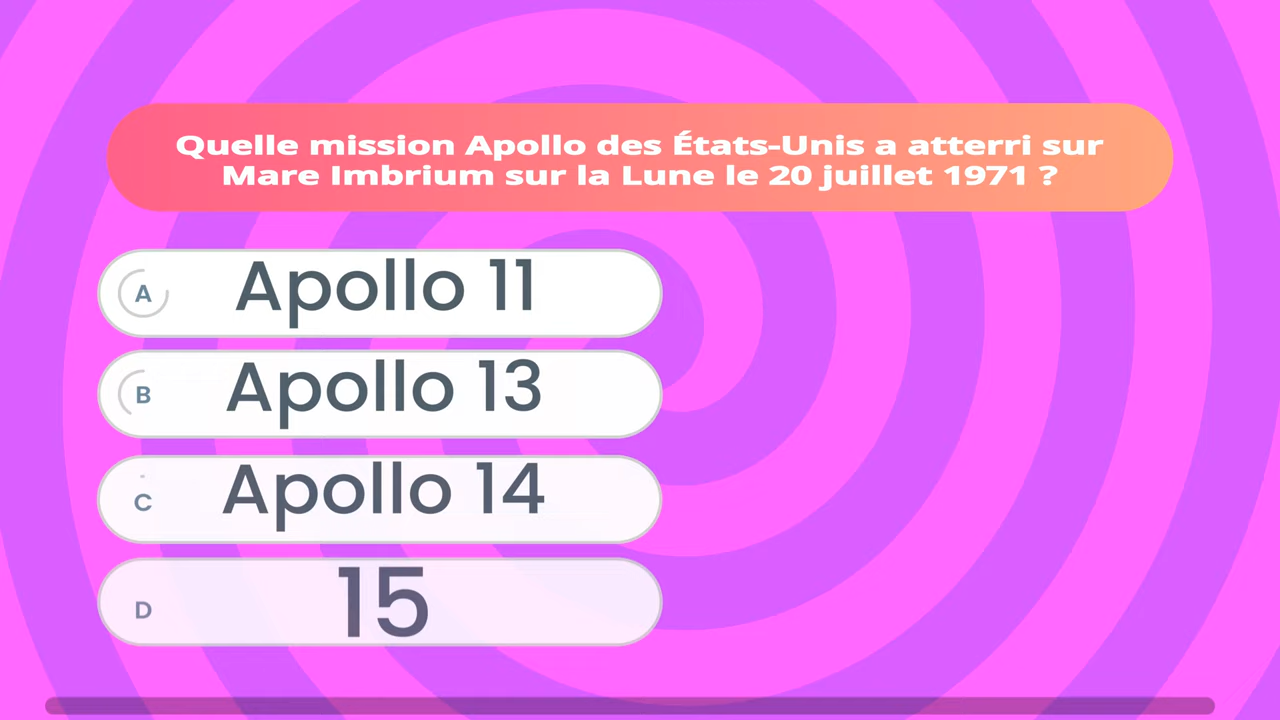 Quelle mission Apollo des États-Unis a atterri sur
Mare Imbrium sur la Lune le 20 juillet 1971 ?
A Apollo 11
B Apollo 13
C Apollo 14
D 15